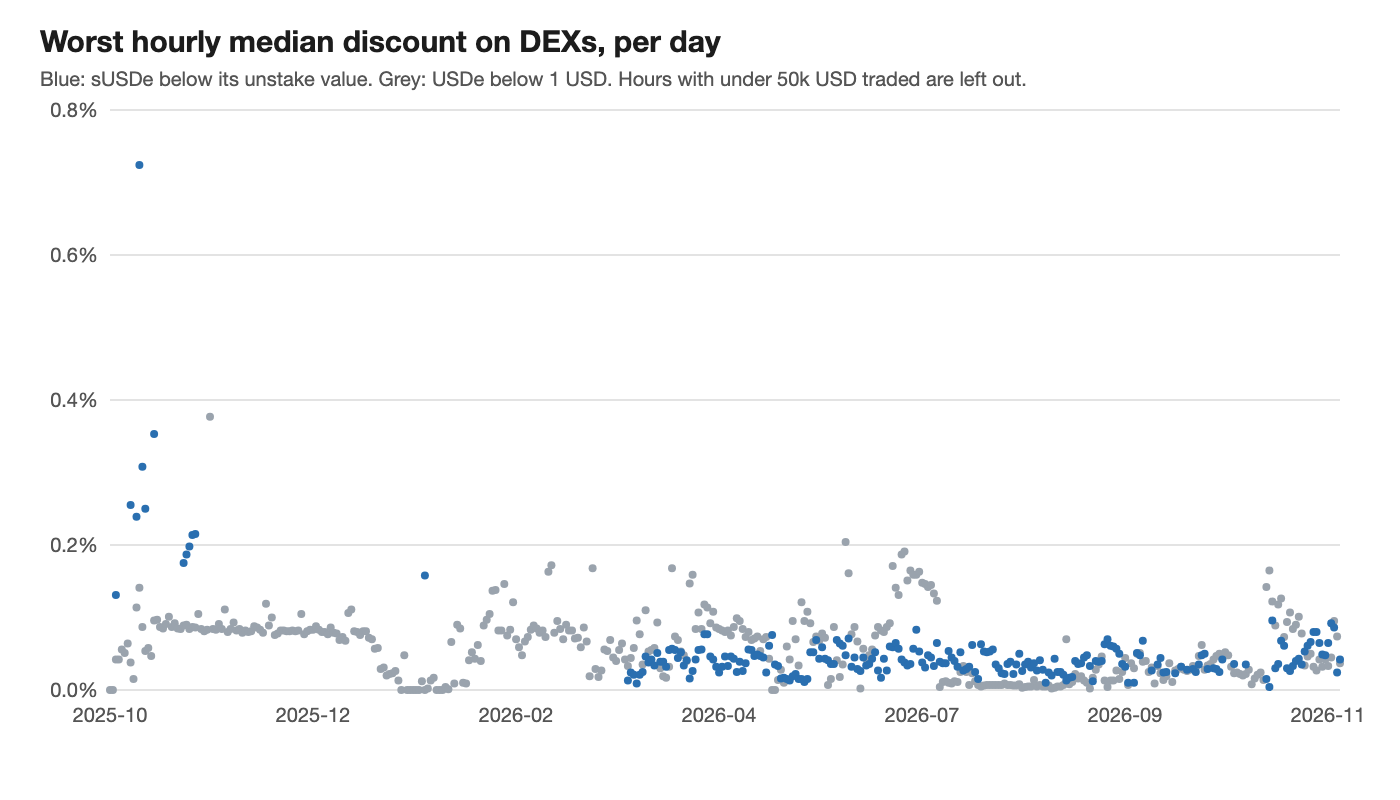 Worst hourly median discount on DEXs, per day
Blue: sUSDe below its unstake value. Grey: USDe below 1 USD. Hours with under 50k USD traded are left out.
0.8%
0.6%
0.4%
0.2%
0.0%
2025-10 2025-12 2026-02 2026-04 2026-07 2026-09 2026-11